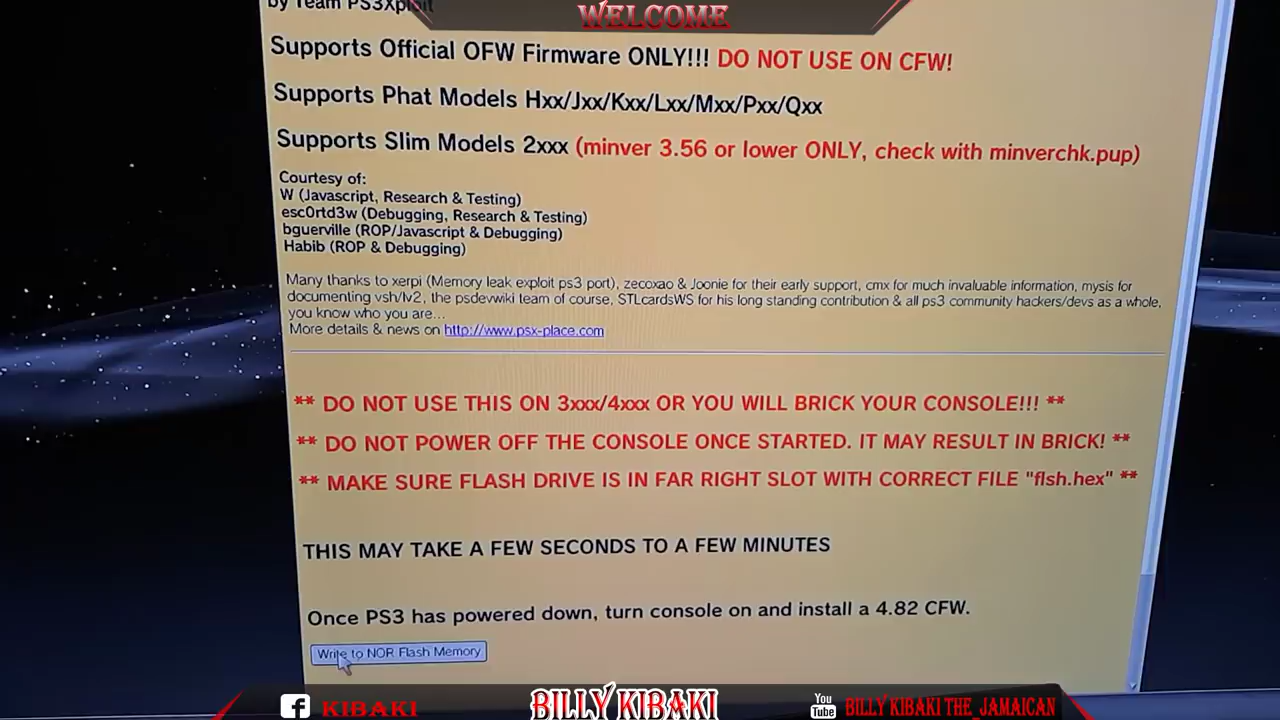 by Team PS3Xploit
WELCOME
Supports Official OFW Firmware ONLY!!! DO NOT USE ON CFW!
Supports Phat Models Hxx/Jxx/Kxx/Lxx/Mxx/Pxx/Qxx
Supports Slim Models 2xxx (minver 3.56 or lower ONLY, check with minverchk.pup)
Courtesy of:
W (Javascript, Research & Testing)
esc0rtd3w (Debugging, Research & Testing)
bguerville (ROP/Javascript & Debugging)
Habib (ROP & Debugging)
Many thanks to xerpi (Memory leak exploit ps3 port), zecoxao & Joonie for their early support, cmx for much invaluable information, mysis for
documenting vsh/lv2, the psdevwiki team of course, STLcardsWS for his long standing contribution & all ps3 community hackers/devs as a whole,
you know who you are...
More details & news on http://www.psx-place.com
** DO NOT USE THIS ON 3xxx/4xxx OR YOU WILL BRICK YOUR CONSOLE!!! **
** DO NOT POWER OFF THE CONSOLE ONCE STARTED. IT MAY RESULT IN BRICK! **
** MAKE SURE FLASH DRIVE IS IN FAR RIGHT SLOT WITH CORRECT FILE "flsh.hex" **
THIS MAY TAKE A FEW SECONDS TO A FEW MINUTES
Once PS3 has powered down, turn console on and install a 4.82 CFW.
Write to NOR Flash Memory
f KIBAKI
BILLY KIBAKI
You Tube BILLY KIBAKI THE_JAMAICAN